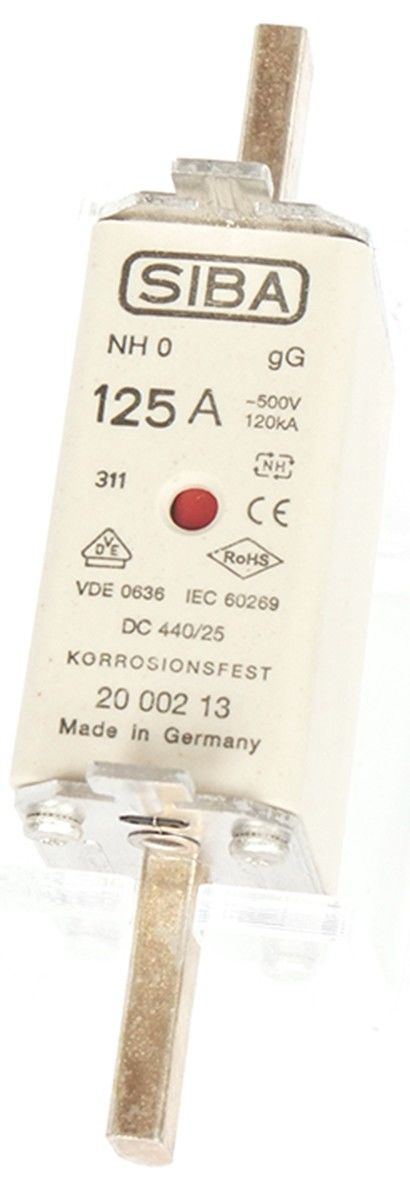 SIBA
NH 0 gG
125 A ~500V
120kA
NH
311
CE
DVE
RoHS
VDE 0636 IEC 60269
DC 440/25
KORROSIONSFEST
20 002 13
Made in Germany